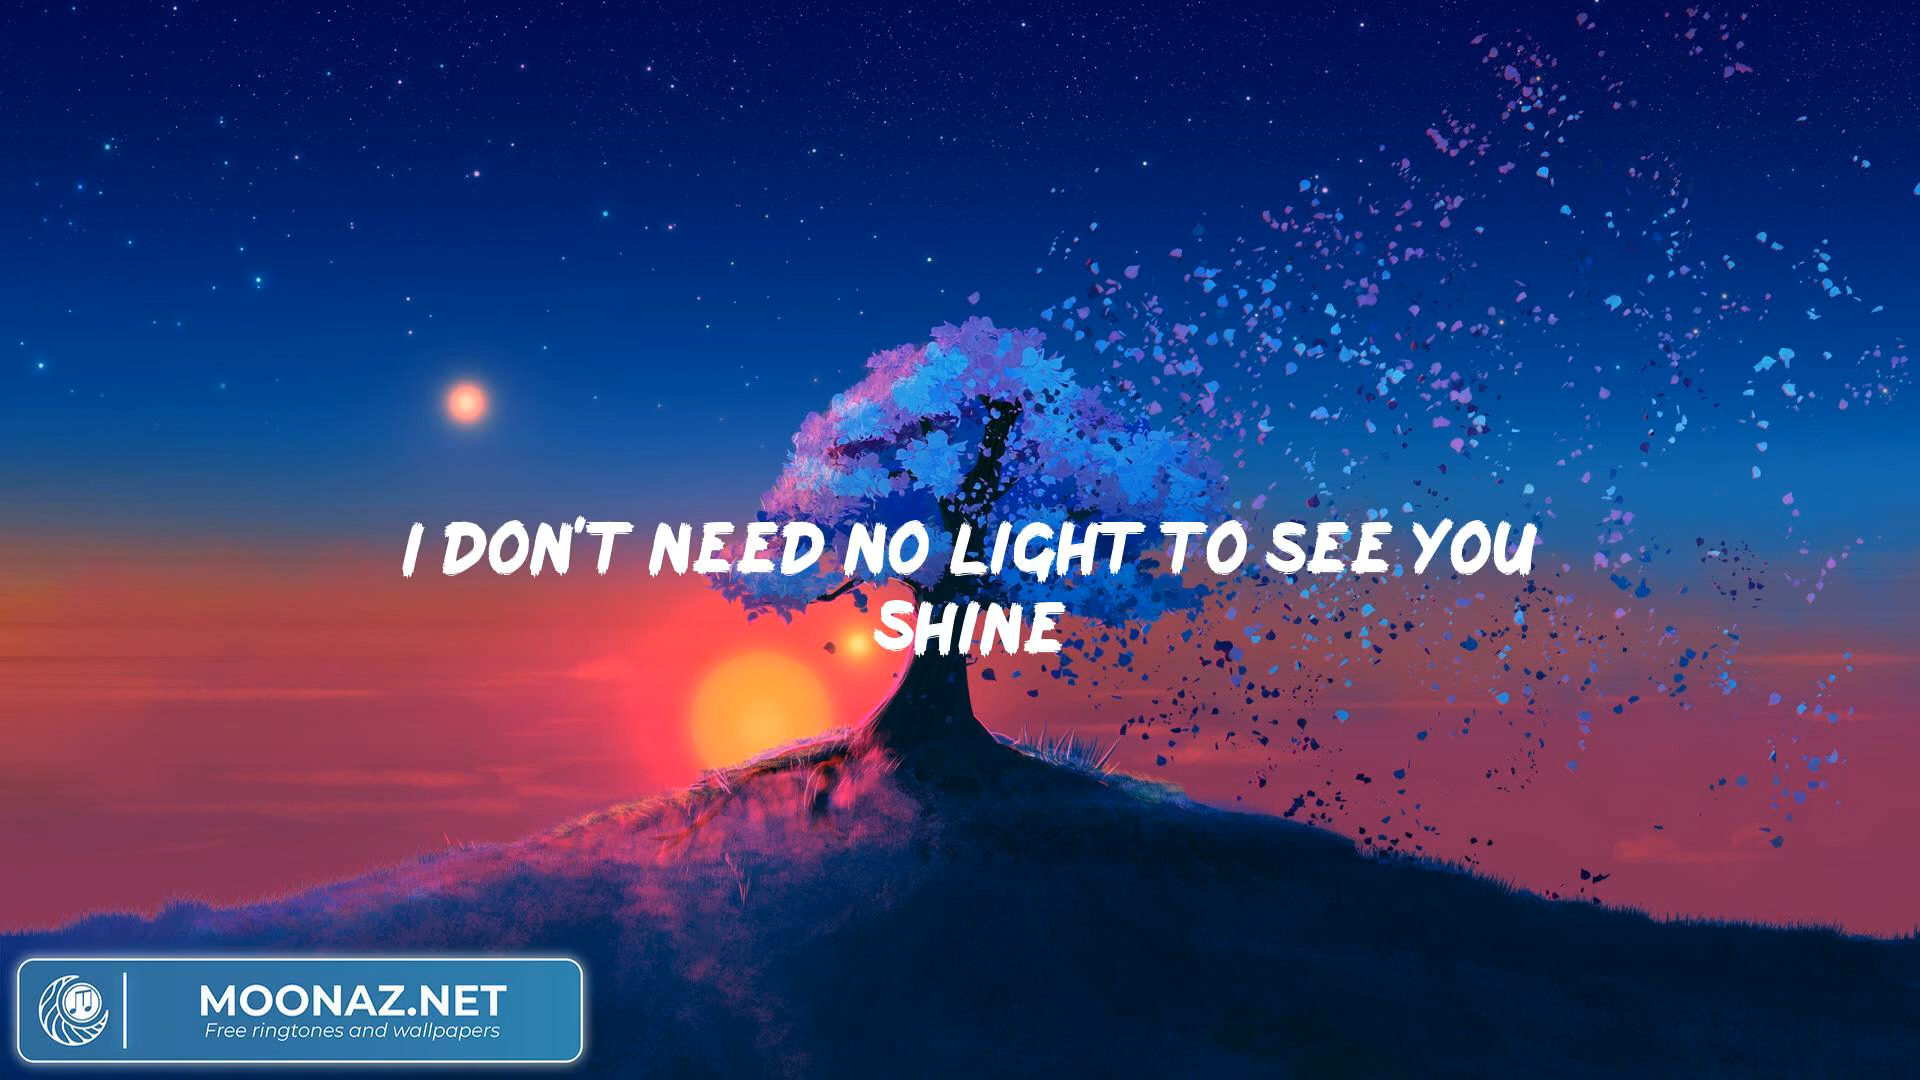 I DON'T NEED NO LIGHT TO SEE YOU
SHINE
MOONAZ.NET
Free ringtones and wallpapers